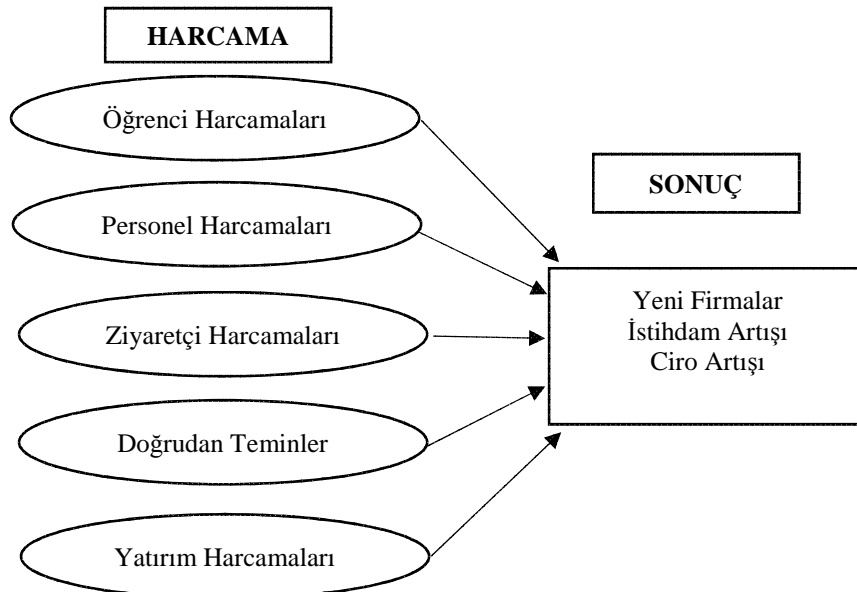 HARCAMA
Öğrenci Harcamaları
Personel Harcamaları
Ziyaretçi Harcamaları
Doğrudan Teminler
Yatırım Harcamaları
SONUÇ
Yeni Firmalar
İstihdam Artışı
Ciro Artışı